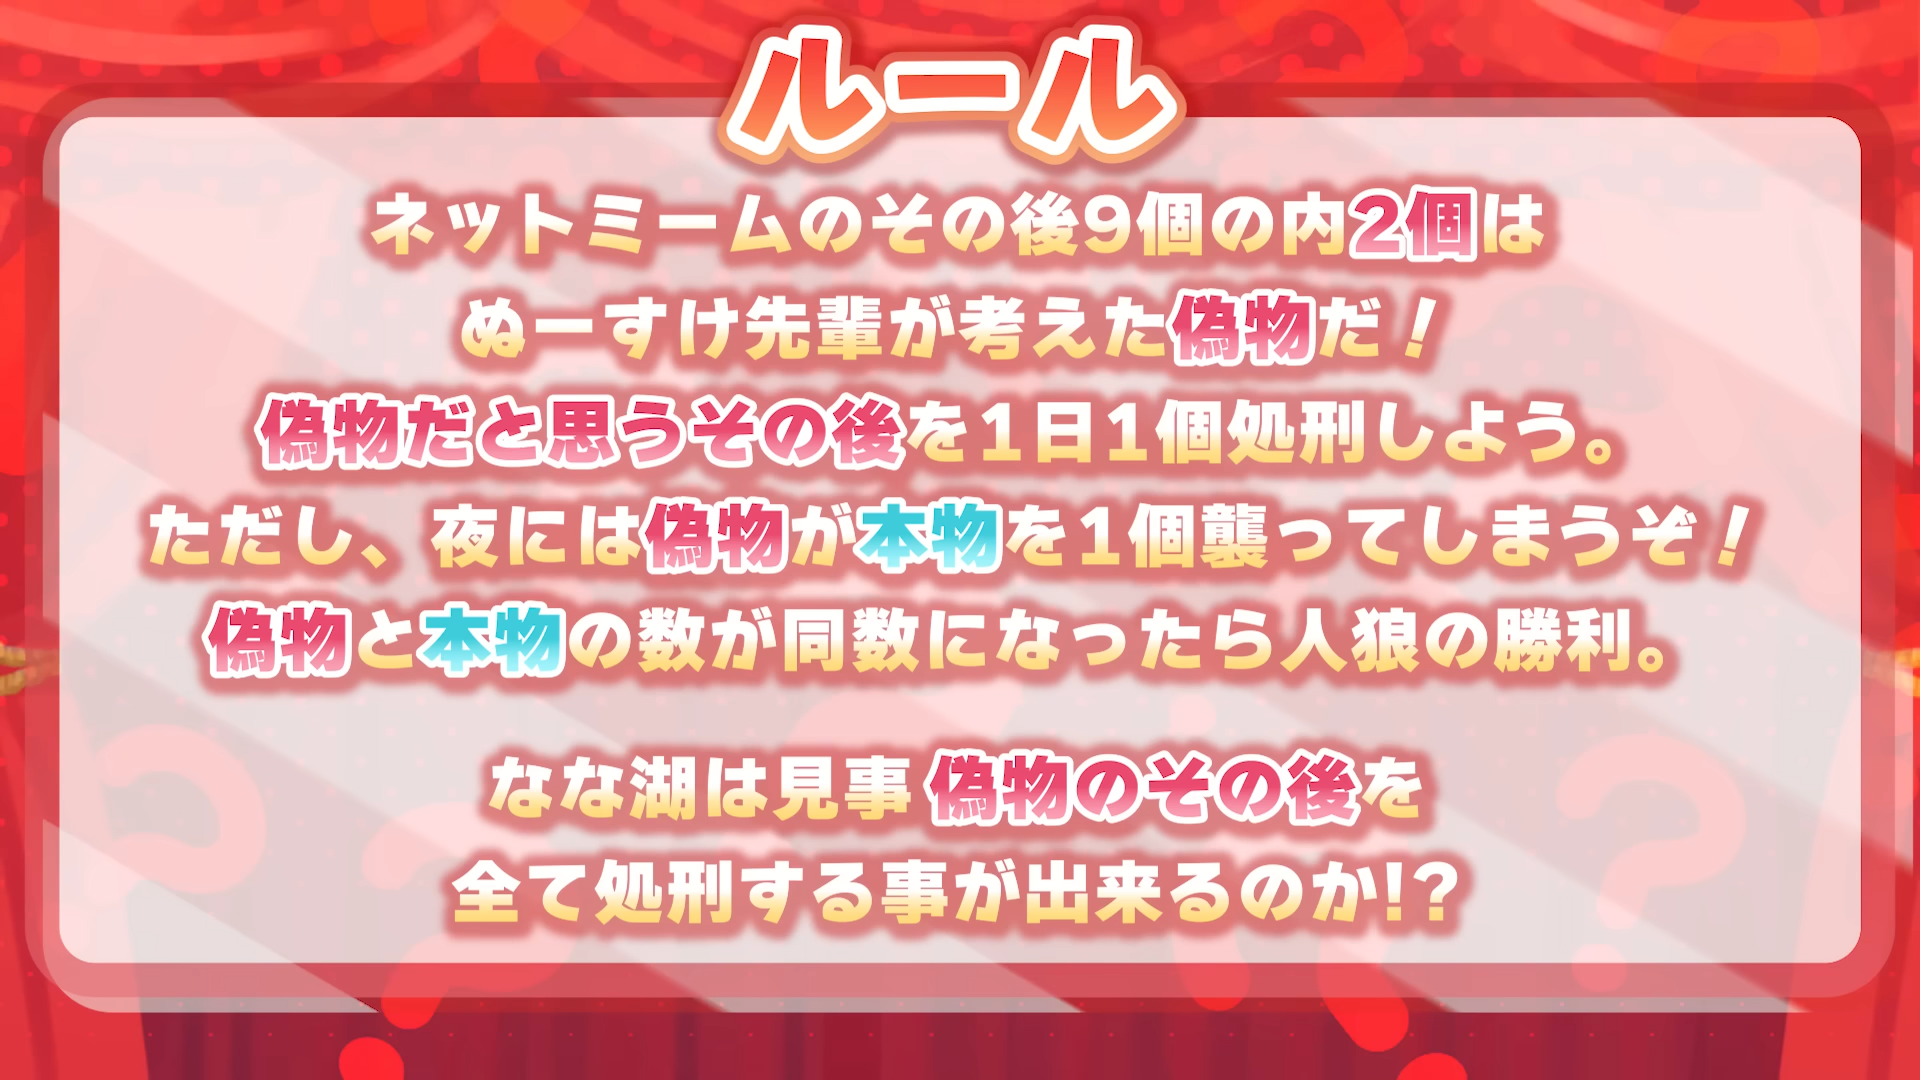 ルール
ネットミームのその後9個の内2個は
ぬーすけ先輩が考えた偽物だ！
偽物だと思うその後を1日1個処刑しよう。
ただし、夜には偽物が本物を1個襲ってしまうぞ！
偽物と本物の数が同数になったら人狼の勝利。
なな湖は見事 偽物のその後を
全て処刑する事が出来るのか!?